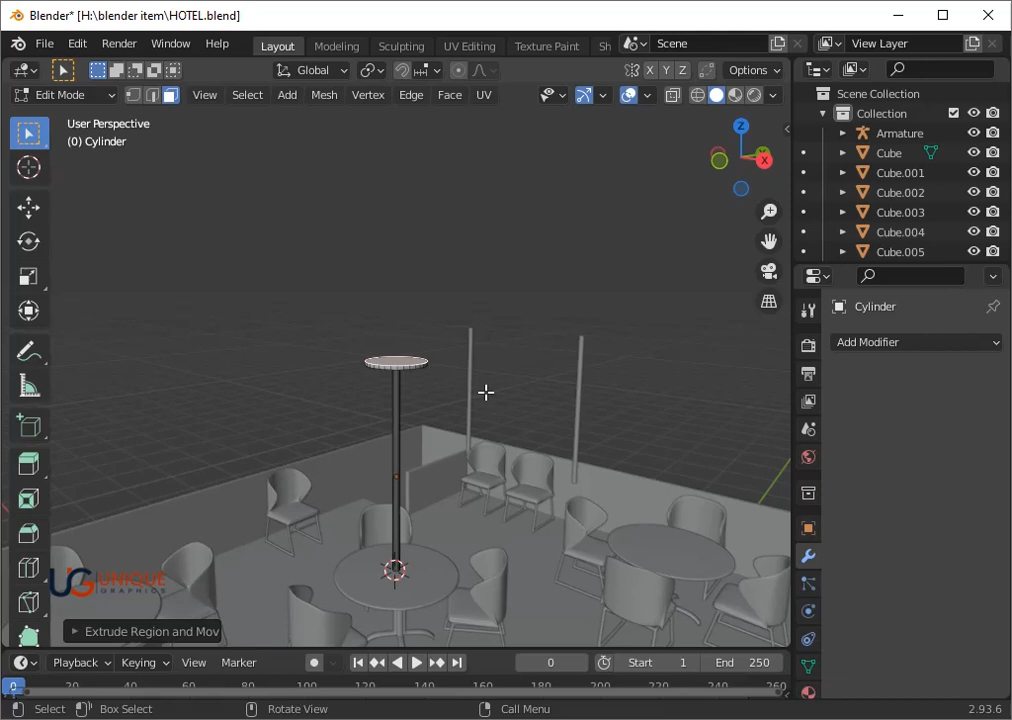 Blender* [H:\blender item\HOTEL.blend]
File Edit Render Window Help Layout Modeling Sculpting UV Editing Texture Paint Sh Scene View Layer
Global X Y Z Options
Edit Mode View Select Add Mesh Vertex Edge Face UV
Scene Collection
Collection
Armature
Cube
Cube.001
Cube.002
Cube.003
Cube.004
Cube.005
User Perspective
(0) Cylinder
Z
X
Cylinder
Add Modifier
UG UNIQUE
GRAPHICS
Extrude Region and Mov
Playback Keying View Marker 0 Start 1 End 250
0 20 40 60 80 100 120 140 160 180 200 220 240 260
Select Box Select Rotate View Call Menu 2.93.6